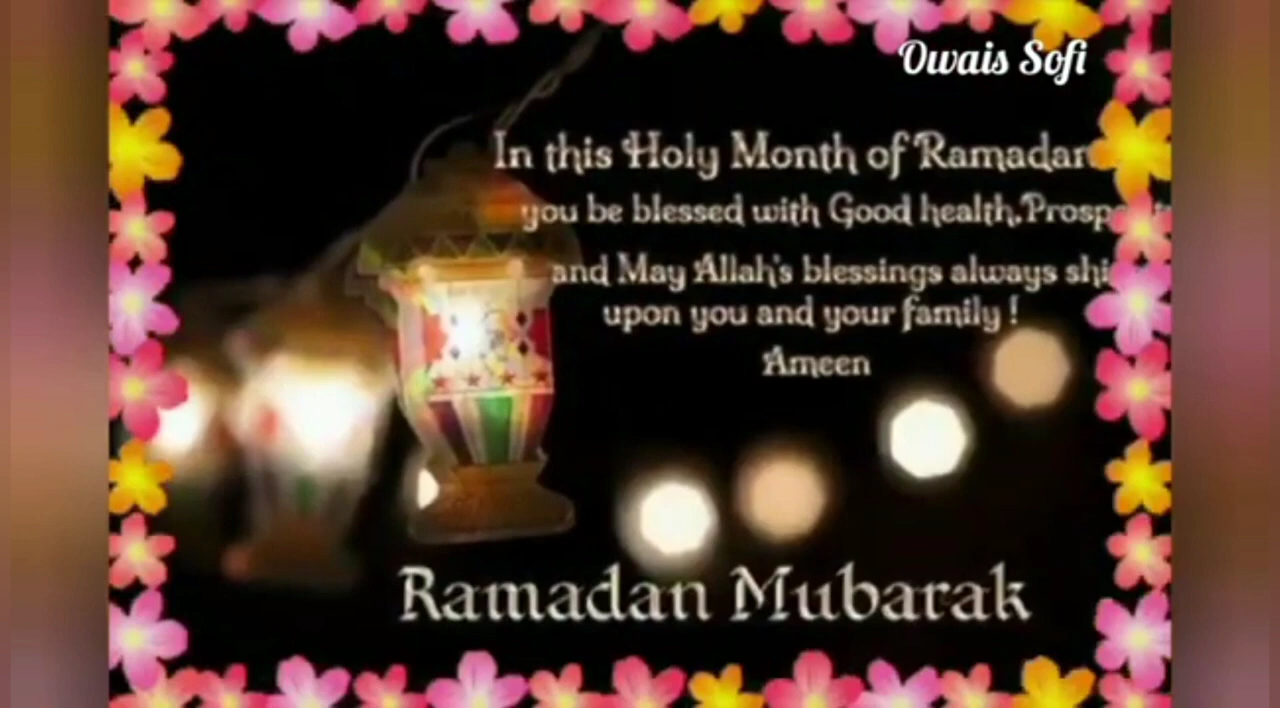 Owais Sofi
In this Holy Month of Ramadan
you be blessed with Good health,
and May Allah's blessings always
upon you and your family !
Ameen
Ramadan Mubarak